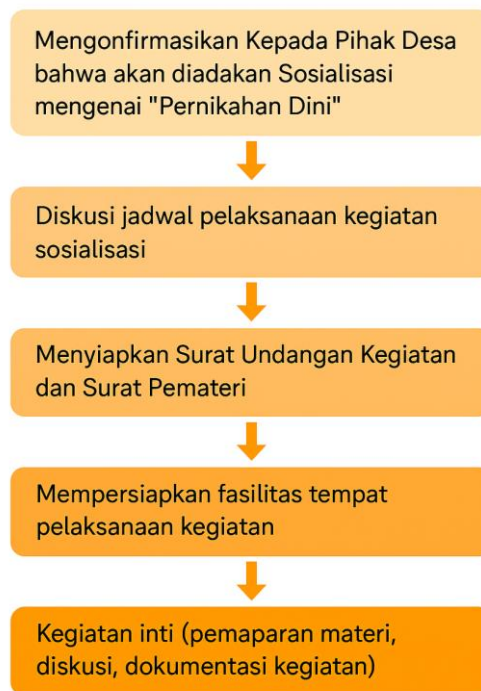 Mengonfirmasikan Kepada Pihak Desa
bahwa akan diadakan Sosialisasi
mengenai "Pernikahan Dini"
Diskusi jadwal pelaksanaan kegiatan
sosialisasi
Menyiapkan Surat Undangan Kegiatan
dan Surat Pemateri
Mempersiapkan fasilitas tempat
pelaksanaan kegiatan
Kegiatan inti (pemaparan materi,
diskusi, dokumentasi kegiatan)